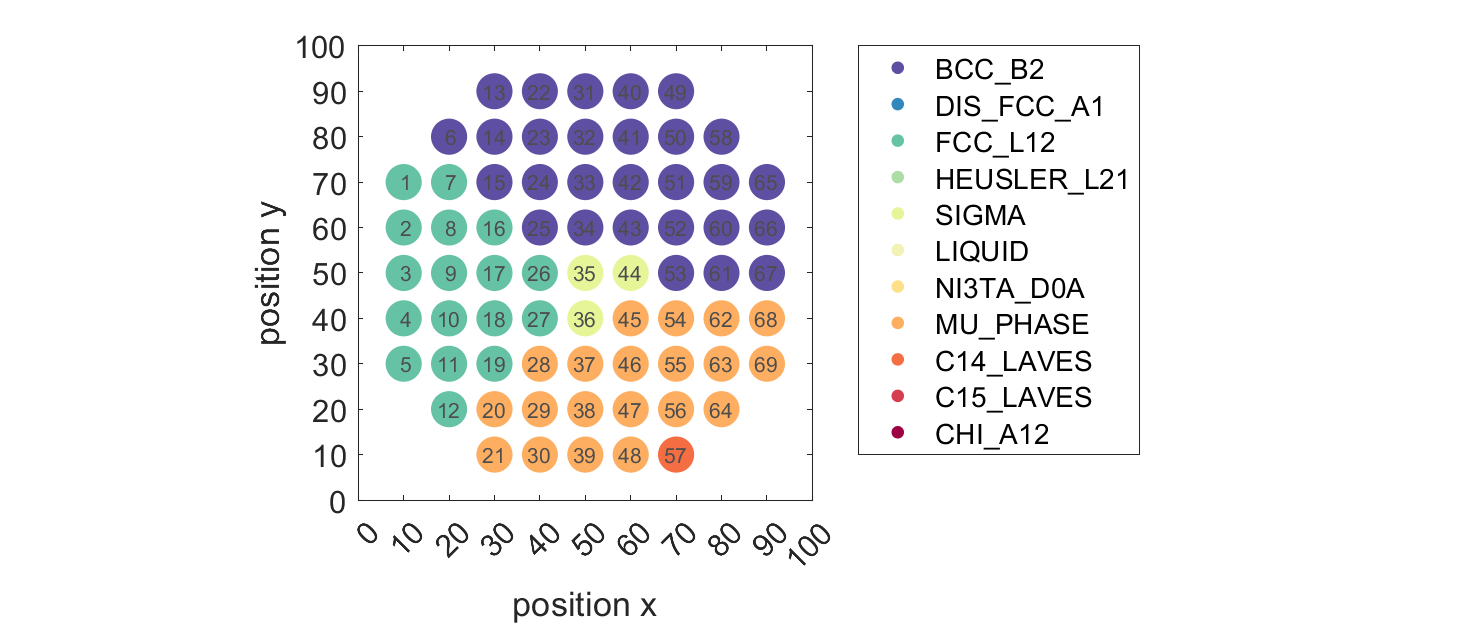 100
90
80
70
60
50
40
30
20
10
0
position y
13 22 31 40 49
6 14 23 32 41 50 58
1 7 15 24 33 42 51 59 65
2 8 16 25 34 43 52 60 66
3 9 17 26 35 44 53 61 67
4 10 18 27 36 45 54 62 68
5 11 19 28 37 46 55 63 69
12 20 29 38 47 56 64
21 30 39 48 57
0 10 20 30 40 50 60 70 80 90 100
position x
BCC_B2
DIS_FCC_A1
FCC_L12
HEUSLER_L21
SIGMA
LIQUID
NI3TA_D0A
MU_PHASE
C14_LAVES
C15_LAVES
CHI_A12